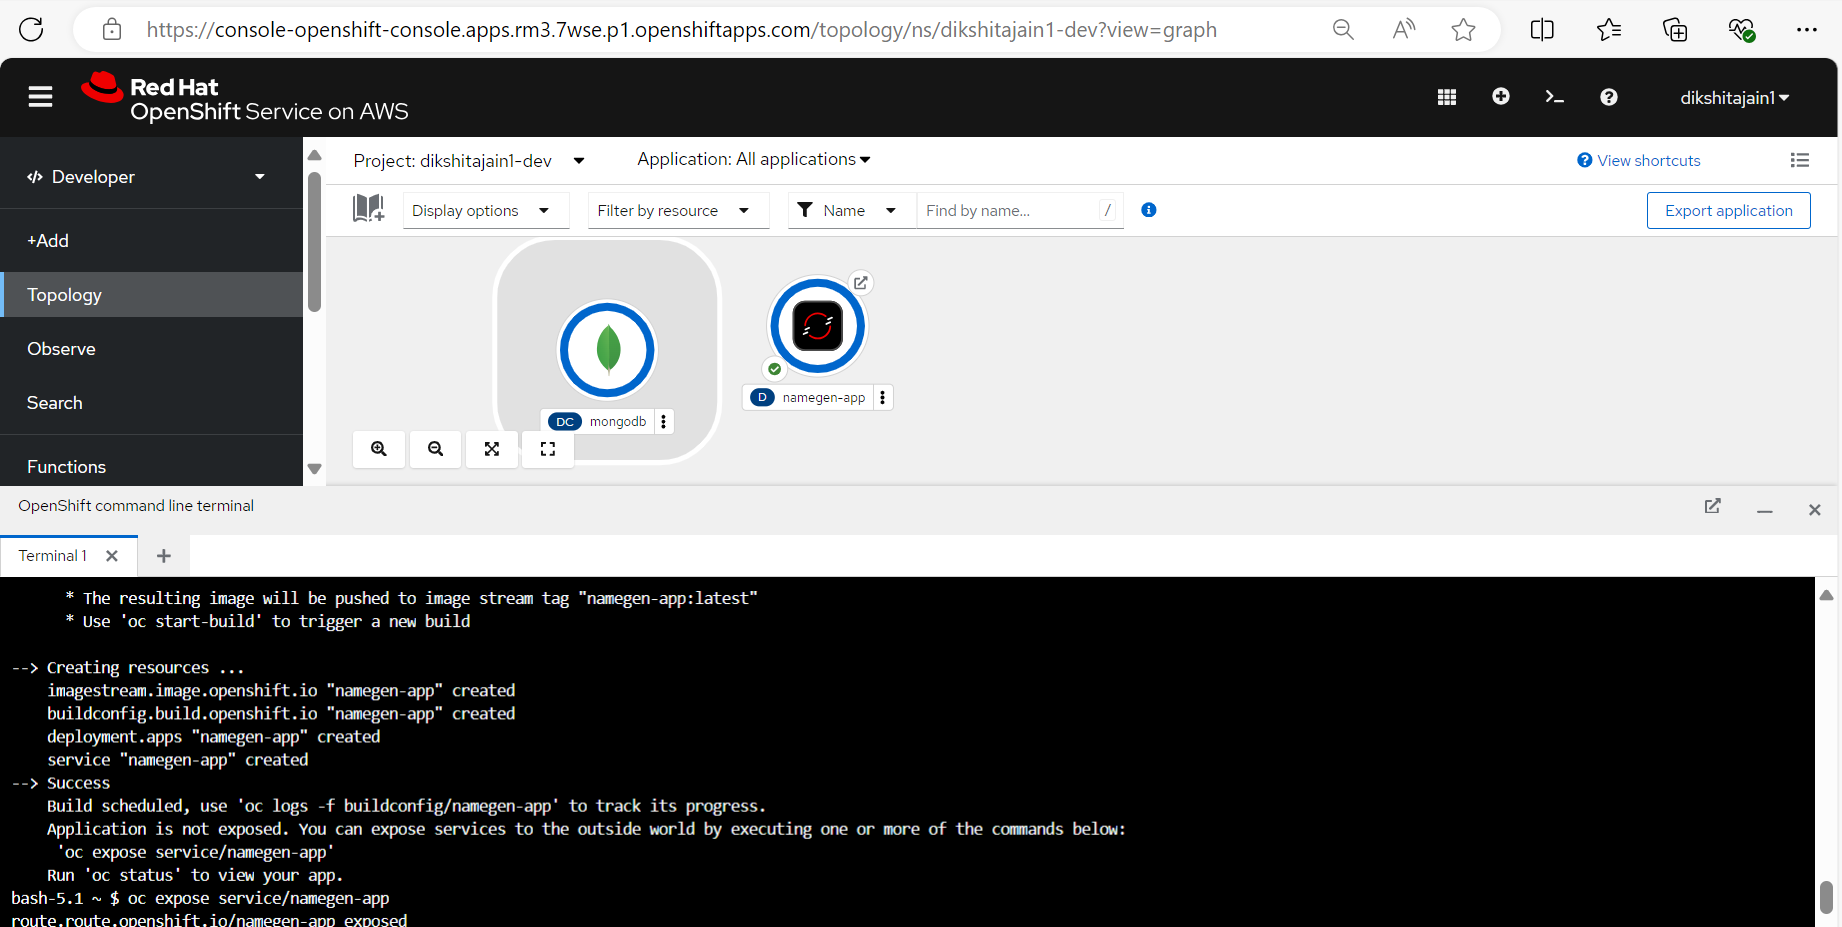 https://console-openshift-console.apps.rm3.7wse.p1.openshiftapps.com/topology/ns/dikshitajain1-dev?view=graph
Red Hat
OpenShift Service on AWS
dikshitajain1
Developer
+Add
Topology
Observe
Search
Functions
Project: dikshitajain1-dev
Application: All applications
View shortcuts
Display options
Filter by resource
Name
Find by name...
/
Export application
DC mongodb
D namegen-app
OpenShift command line terminal
Terminal 1
* The resulting image will be pushed to image stream tag "namegen-app:latest"
* Use 'oc start-build' to trigger a new build
--> Creating resources ...
imagestream.image.openshift.io "namegen-app" created
buildconfig.build.openshift.io "namegen-app" created
deployment.apps "namegen-app" created
service "namegen-app" created
--> Success
Build scheduled, use 'oc logs -f buildconfig/namegen-app' to track its progress.
Application is not exposed. You can expose services to the outside world by executing one or more of the commands below:
'oc expose service/namegen-app'
Run 'oc status' to view your app.
bash-5.1 ~ $ oc expose service/namegen-app
route.route.openshift.io/namegen-app exposed